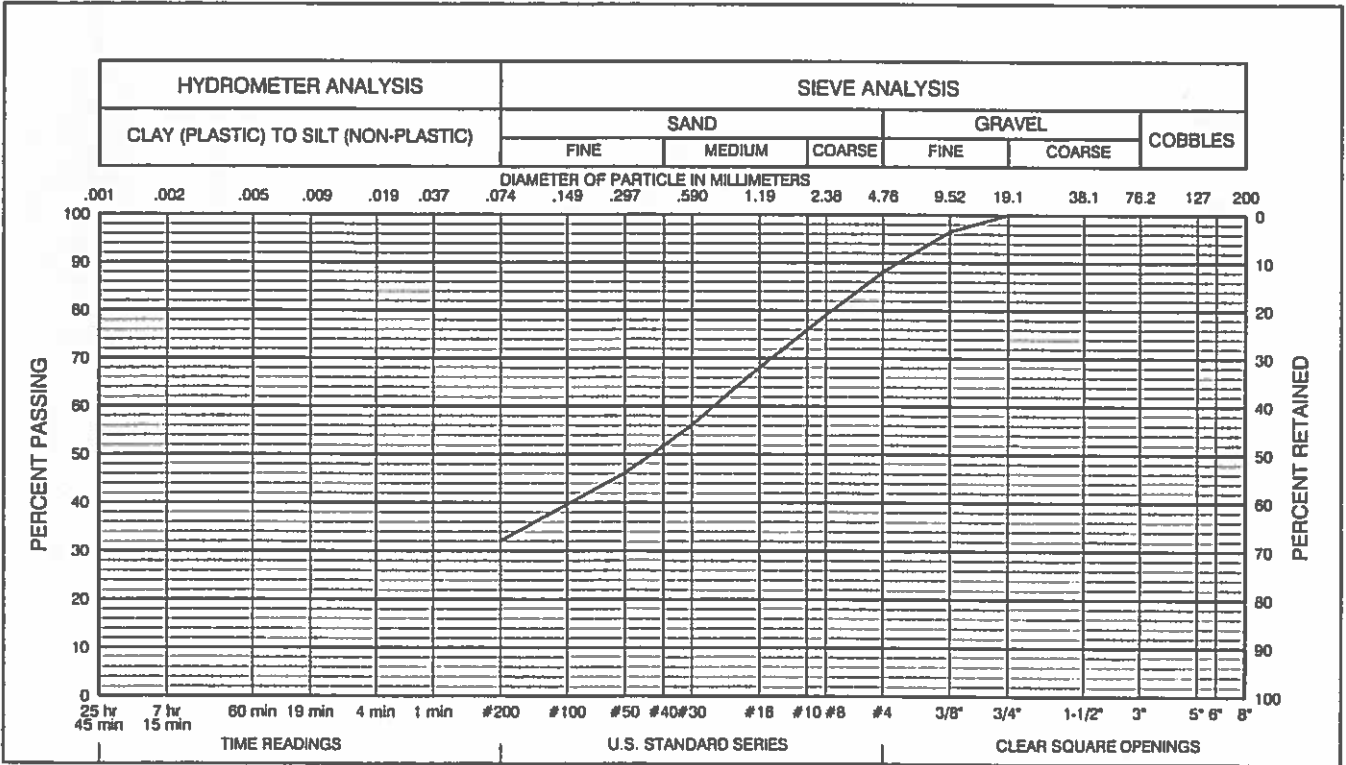 HYDROMETER ANALYSIS
SIEVE ANALYSIS
CLAY (PLASTIC) TO SILT (NON-PLASTIC)
SAND
GRAVEL
COBBLES
FINE
MEDIUM
COARSE
FINE
COARSE
DIAMETER OF PARTICLE IN MILLIMETERS
.001 .002 .005 .009 .019 .037 .074 .149 .297 .590 1.19 2.38 4.76 9.52 19.1 38.1 76.2 127 200
100 0
90 10
80 20
70 30
60 40
50 50
40 60
30 70
20 80
10 90
0 100
PERCENT PASSING
PERCENT RETAINED
25 hr 7 hr 60 min 19 min 4 min 1 min #200 #100 #50 #40 #30 #16 #10 #8 #4 3/8" 3/4" 1-1/2" 3" 5" 6" 8"
45 min 15 min
TIME READINGS
U.S. STANDARD SERIES
CLEAR SQUARE OPENINGS